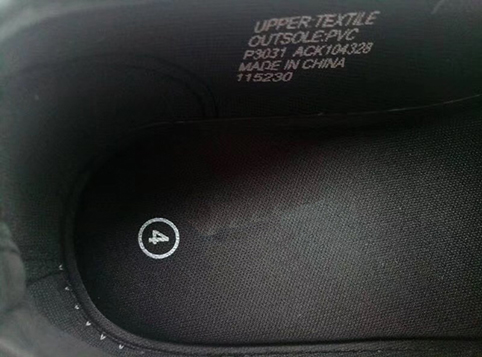 UPPER:TEXTILE
OUTSOLE:PVC
P3031 ACK104328
MADE IN CHINA
115230
4